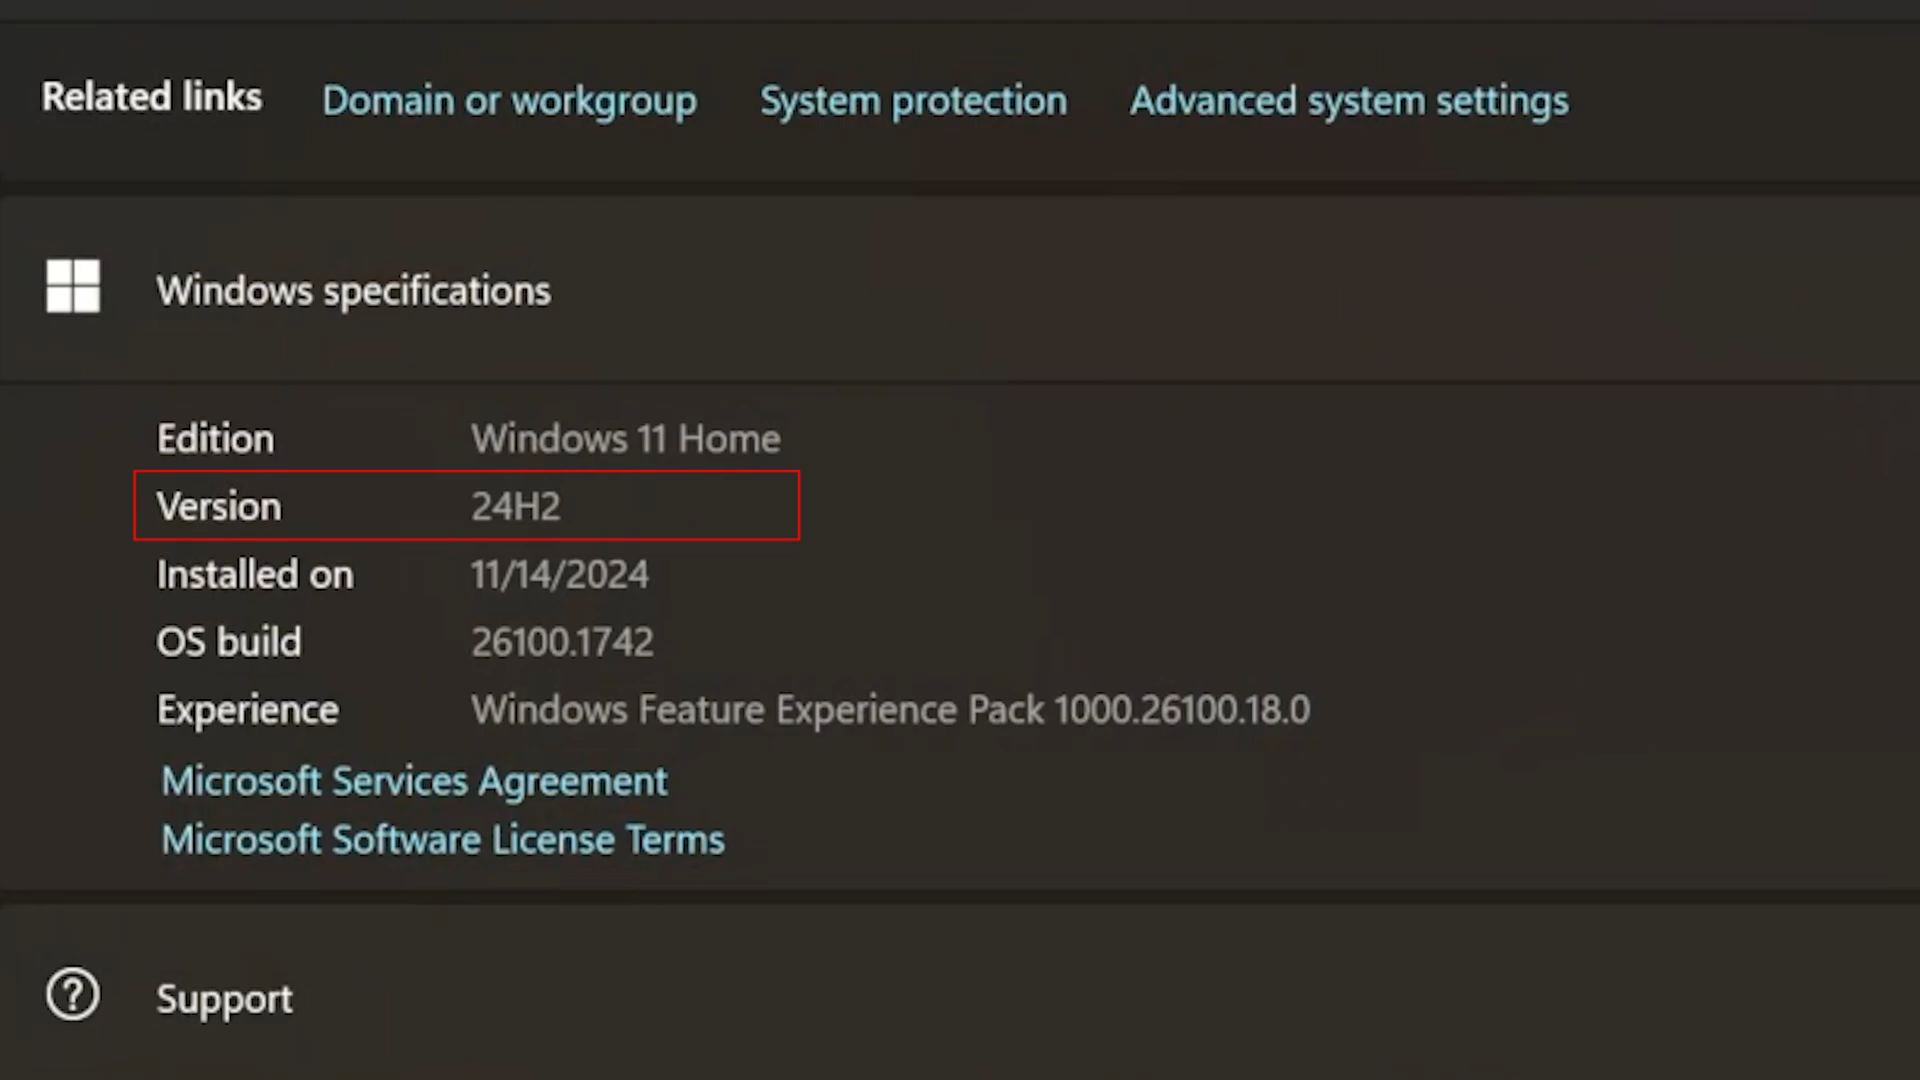 Related links Domain or workgroup System protection Advanced system settings
Windows specifications
Edition Windows 11 Home
Version 24H2
Installed on 11/14/2024
OS build 26100.1742
Experience Windows Feature Experience Pack 1000.26100.18.0
Microsoft Services Agreement
Microsoft Software License Terms
Support